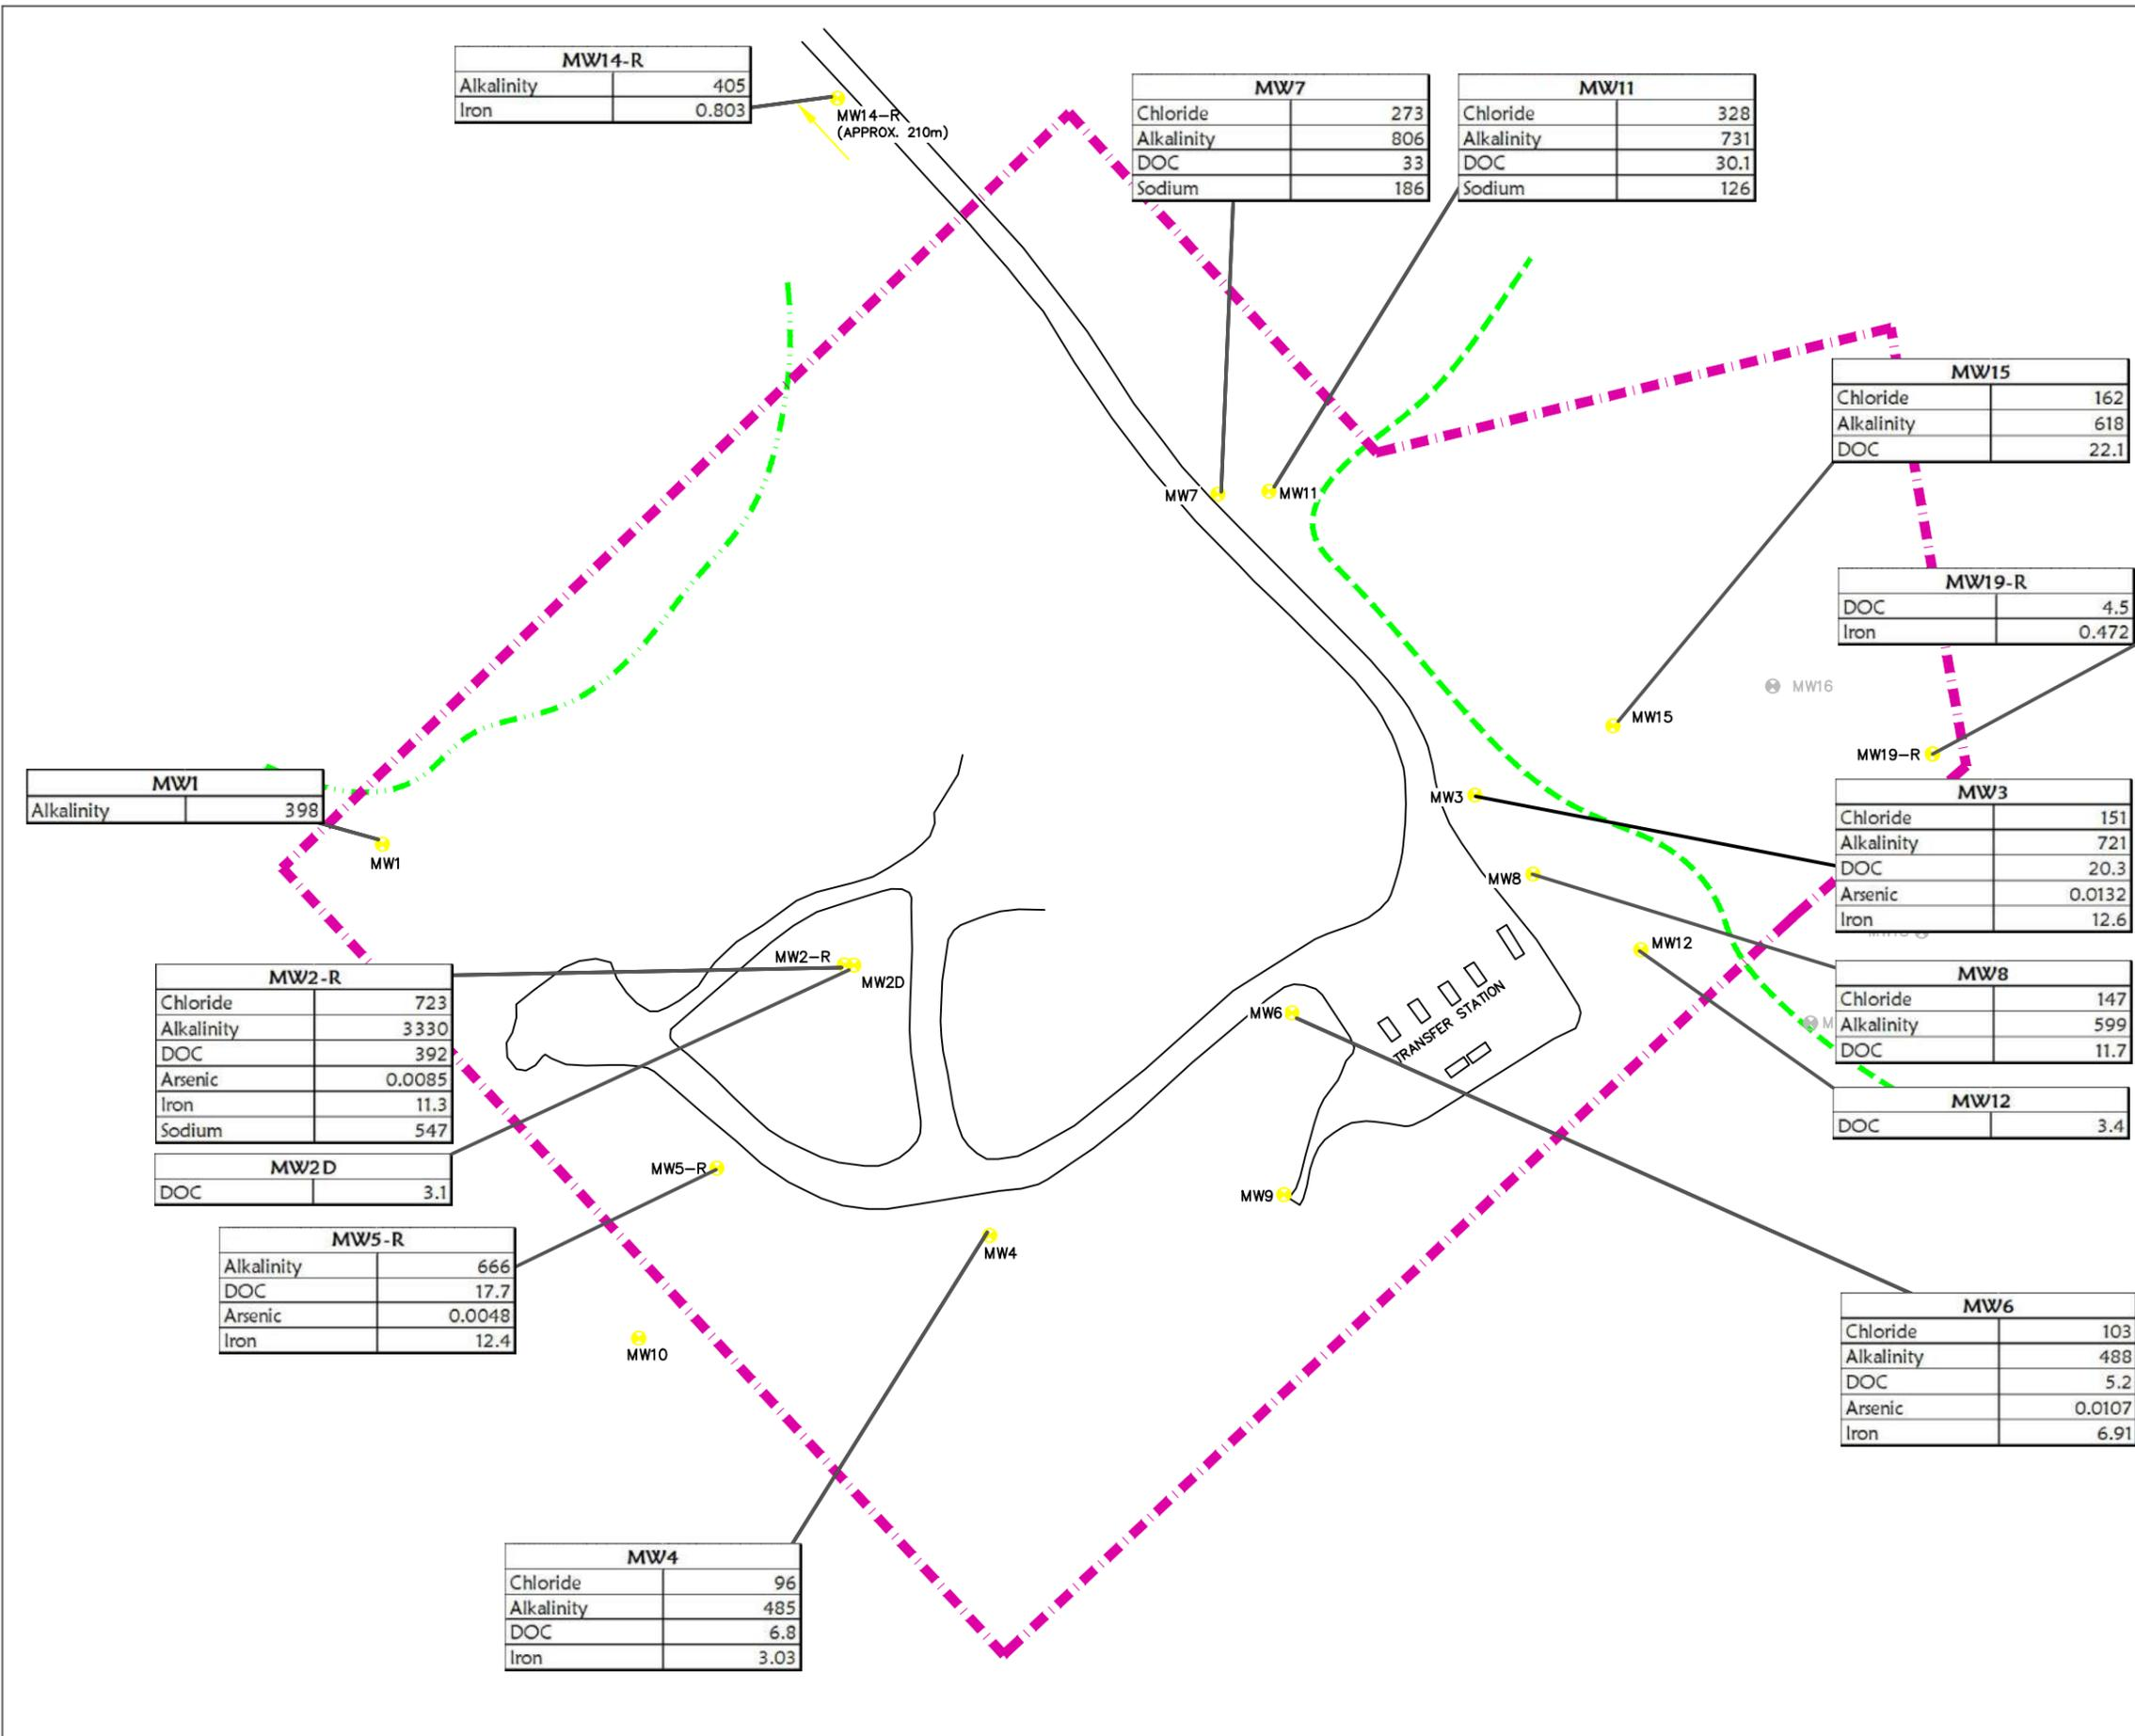 MW14-R
Alkalinity 405
Iron 0.803
MW14-R
(APPROX. 210m)
MW7
Chloride 273
Alkalinity 806
DOC 33
Sodium 186
MW11
Chloride 328
Alkalinity 731
DOC 30.1
Sodium 126
MW15
Chloride 162
Alkalinity 618
DOC 22.1
MW7
MW11
MW19-R
DOC 4.5
Iron 0.472
MW16
MW15
MW19-R
MW1
Alkalinity 398
MW1
MW3
MW3
Chloride 151
Alkalinity 721
DOC 20.3
Arsenic 0.0132
Iron 12.6
MW8
MW12
MW2-R
MW2D
MW2-R
Chloride 723
Alkalinity 3330
DOC 392
Arsenic 0.0085
Iron 11.3
Sodium 547
MW8
Chloride 147
Alkalinity 599
DOC 11.7
MW6
TRANSFER STATION
M
MW12
DOC 3.4
MW2D
DOC 3.1
MW5-R
MW9
MW4
MW5-R
Alkalinity 666
DOC 17.7
Arsenic 0.0048
Iron 12.4
MW10
MW6
Chloride 103
Alkalinity 488
DOC 5.2
Arsenic 0.0107
Iron 6.91
MW4
Chloride 96
Alkalinity 485
DOC 6.8
Iron 3.03